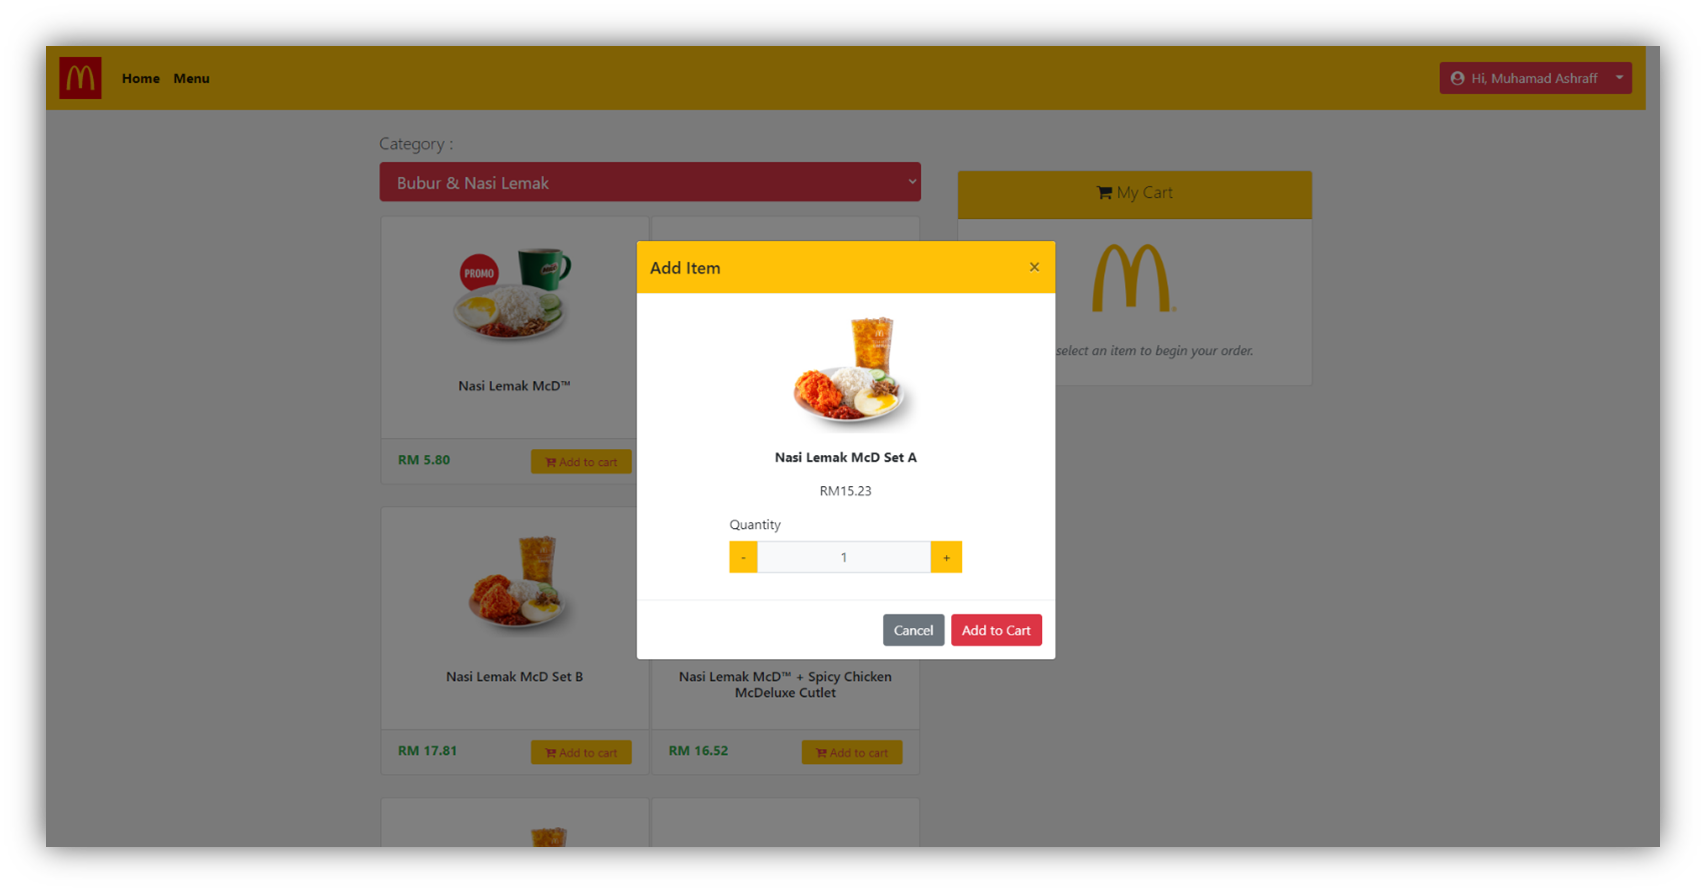 Home Menu
Hi, Muhamad Ashraff
Category :
Bubur & Nasi Lemak
My Cart
select an item to begin your order.
PROMO
Nasi Lemak McD™
RM 5.80
Add to cart
Add Item
×
Nasi Lemak McD Set A
RM15.23
Quantity
- 1 +
Cancel Add to Cart
Nasi Lemak McD Set B
RM 17.81
Add to cart
Nasi Lemak McD™ + Spicy Chicken
McDeluxe Cutlet
RM 16.52
Add to cart